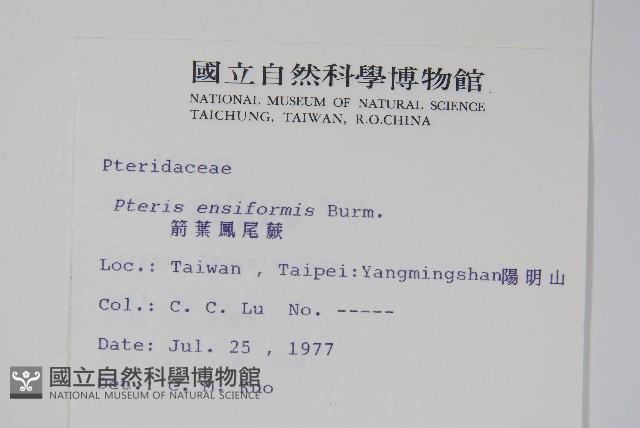 國立自然科學博物館
NATIONAL MUSEUM OF NATURAL SCIENCE
TAICHUNG, TAIWAN, R.O.CHINA
Pteridaceae
Pteris ensiformis Burm.
箭葉鳳尾蕨
Loc.: Taiwan , Taipei:Yangmingshan陽明山
Col.: C. C. Lu No. -----
Date: Jul. 25 , 1977
國立自然科學博物館
NATIONAL MUSEUM OF NATURAL SCIENCE